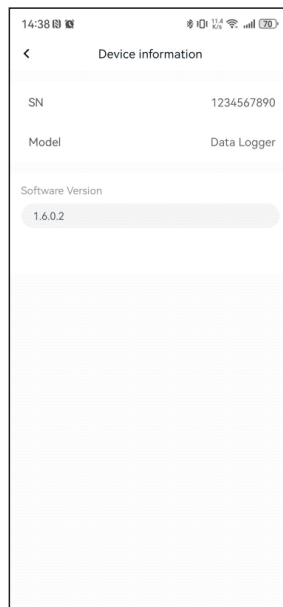 14:38 11.4 K/s 70
Device information
SN 1234567890
Model Data Logger
Software Version
1.6.0.2